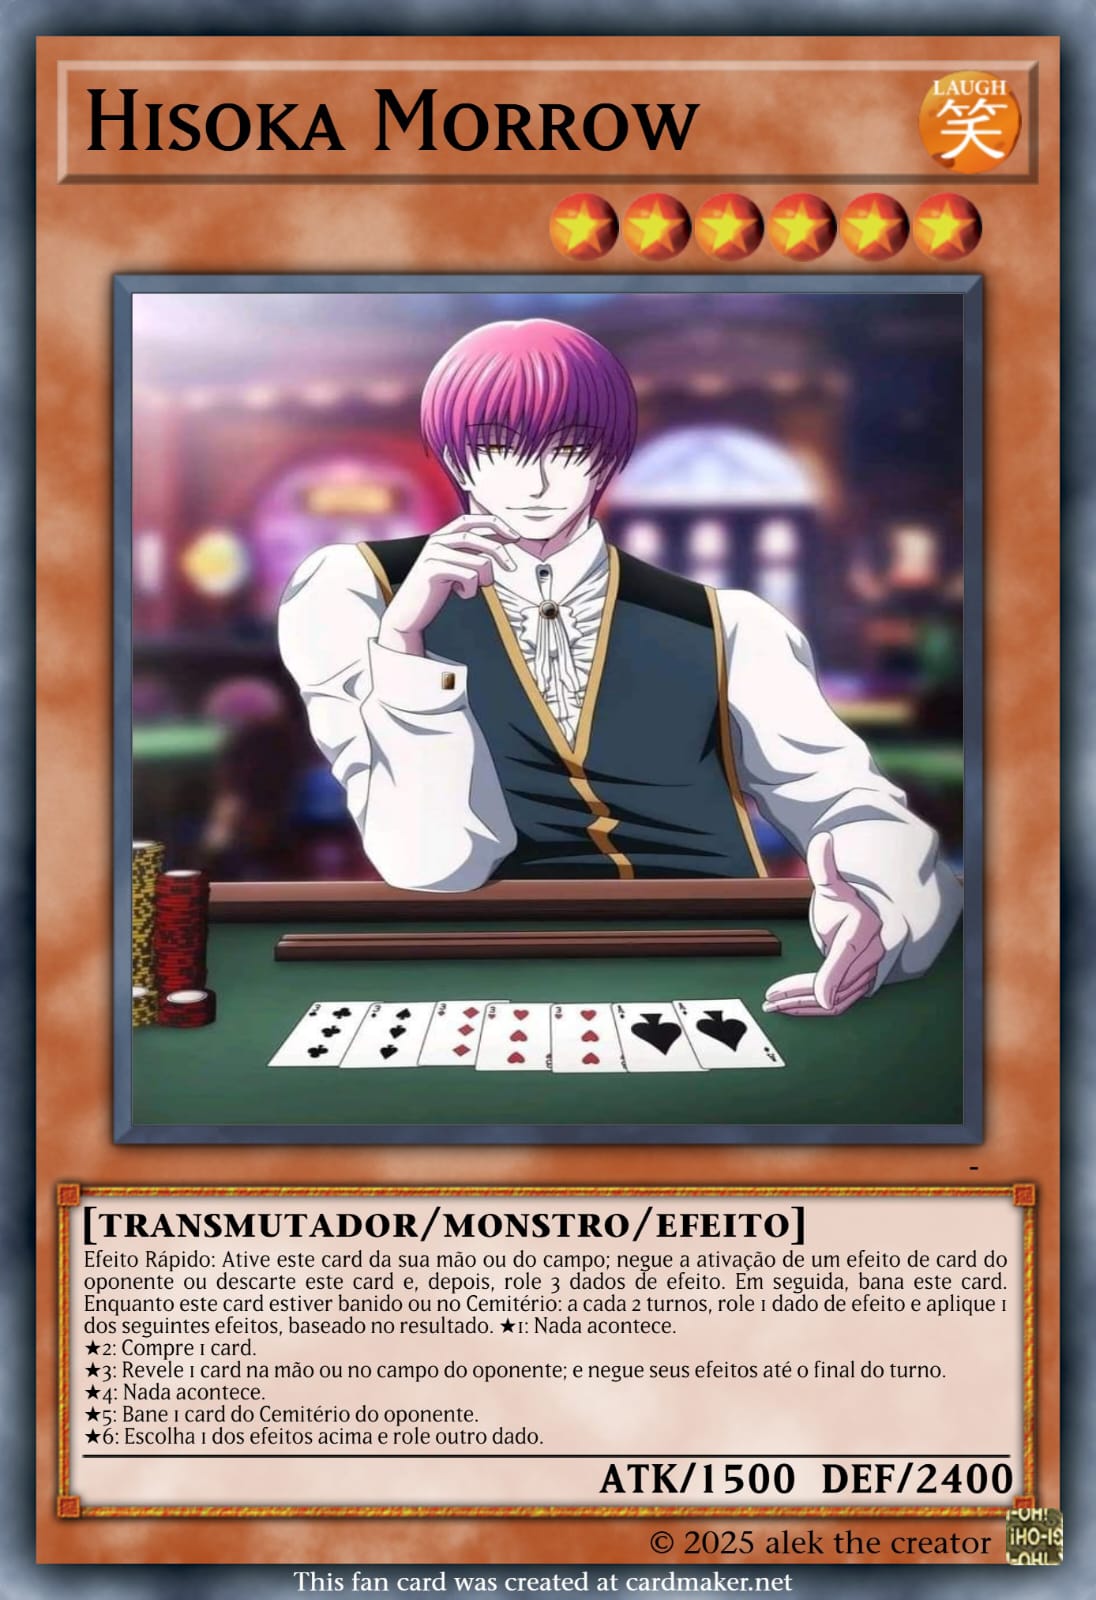 Hisoka Morrow
LAUGH
笑
-
[TRANSMUTADOR/MONSTRO/EFEITO]
Efeito Rápido: Ative este card da sua mão ou do campo; negue a ativação de um efeito de card do
oponente ou descarte este card e, depois, role 3 dados de efeito. Em seguida, bana este card.
Enquanto este card estiver banido ou no Cemitério: a cada 2 turnos, role 1 dado de efeito e aplique 1
dos seguintes efeitos, baseado no resultado. ★1: Nada acontece.
★2: Compre 1 card.
★3: Revele 1 card na mão ou no campo do oponente; e negue seus efeitos até o final do turno.
★4: Nada acontece.
★5: Bane 1 card do Cemitério do oponente.
★6: Escolha 1 dos efeitos acima e role outro dado.
ATK/1500 DEF/2400
© 2025 alek the creator
This fan card was created at cardmaker.net